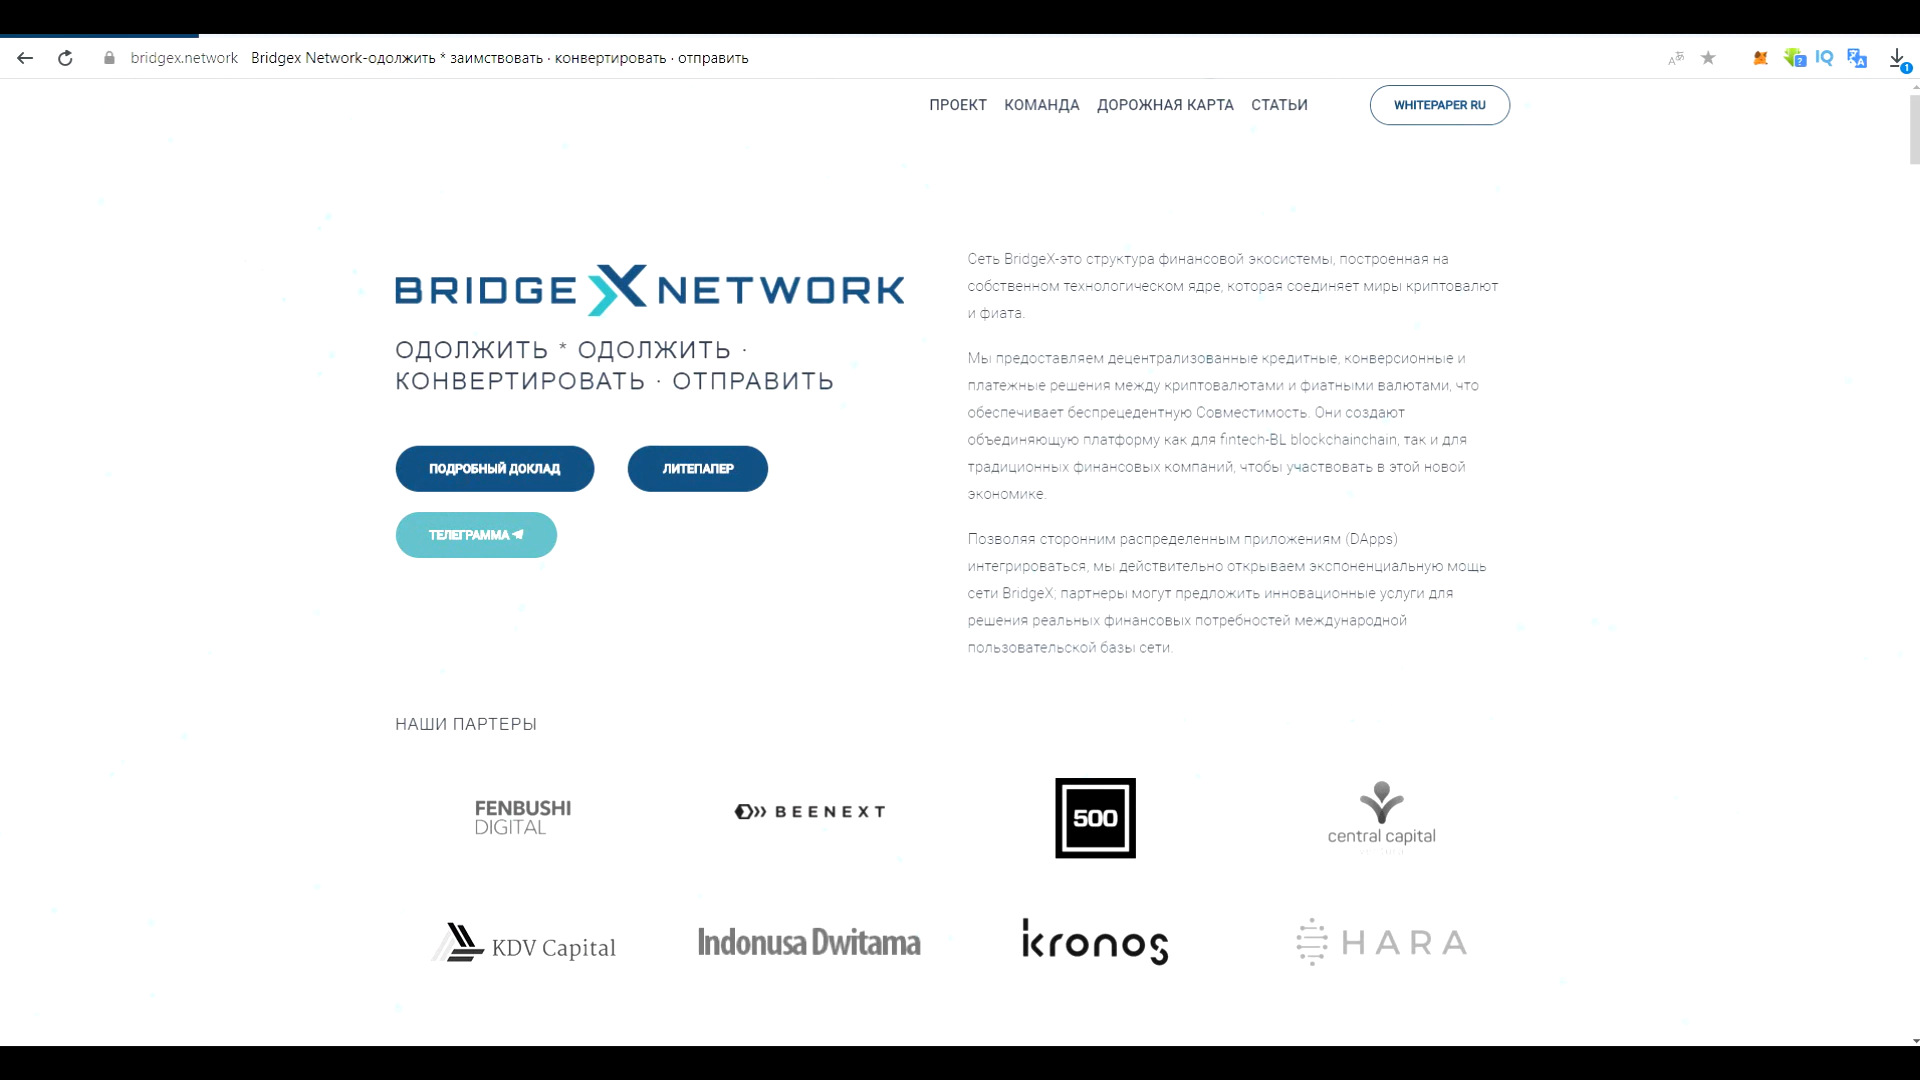 bridgex.network Bridgex Network-одолжить * заимствовать · конвертировать · отправить
IQ
1
ПРОЕКТ КОМАНДА ДОРОЖНАЯ КАРТА СТАТЬИ WHITEPAPER RU
BRIDGE X NETWORK
ОДОЛЖИТЬ * ОДОЛЖИТЬ ·
КОНВЕРТИРОВАТЬ · ОТПРАВИТЬ
ПОДРОБНЫЙ ДОКЛАД ЛИТЕПАПЕР
ТЕЛЕГРАММА
Сеть BridgeX-это структура финансовой экосистемы, построенная на
собственном технологическом ядре, которая соединяет миры криптовалют
и фиата.
Мы предоставляем децентрализованные кредитные, конверсионные и
платежные решения между криптовалютами и фиатными валютами, что
обеспечивает беспрецедентную Совместимость. Они создают
объединяющую платформу как для fintech-BL blockchainchain, так и для
традиционных финансовых компаний, чтобы участвовать в этой новой
экономике.
Позволяя сторонним распределенным приложениям (DApps)
интегрироваться, мы действительно открываем экспоненциальную мощь
сети BridgeX; партнеры могут предложить инновационные услуги для
решения реальных финансовых потребностей международной
пользовательской базы сети.
НАШИ ПАРТЕРЫ
FENBUSHI
DIGITAL
BEENEXT
500
central capital
KDV Capital
Indonusa Dwitama
kronos
HARA